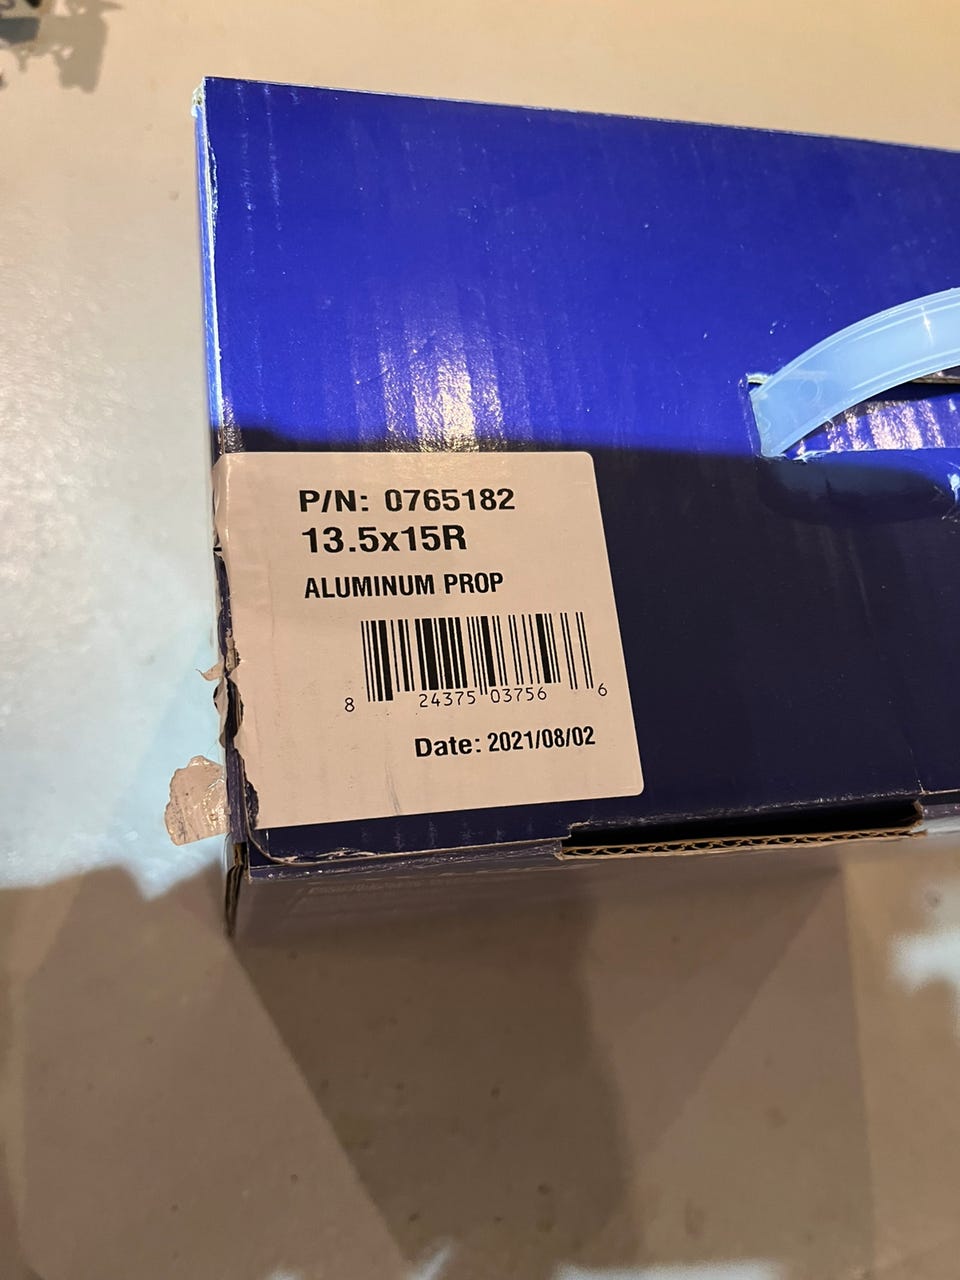 P/N: 0765182
13.5x15R
ALUMINUM PROP
8 24375 03756 6
Date: 2021/08/02